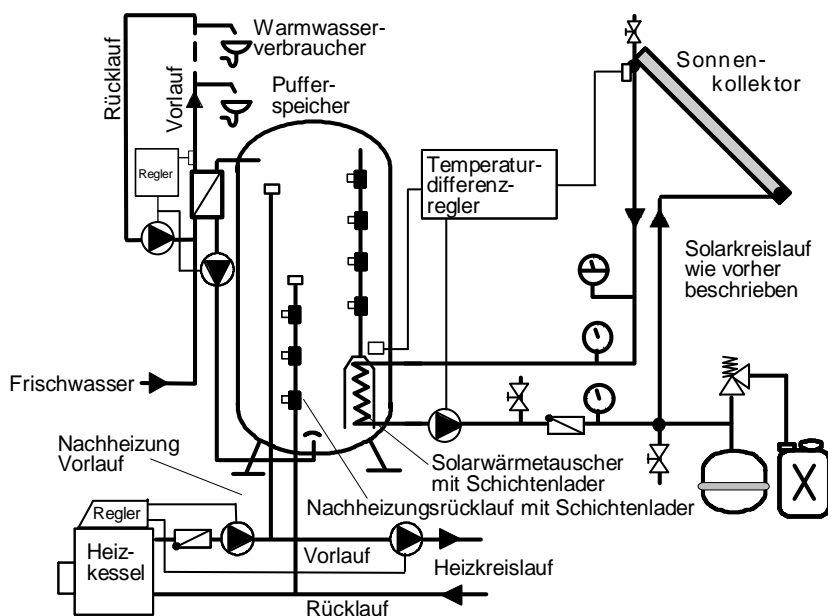 Warmwasser-
verbraucher
Puffer-
speicher
Rücklauf
Vorlauf
Regler
Sonnen-
kollektor
Temperatur-
differenz-
regler
Solarkreislauf
wie vorher
beschrieben
Frischwasser
Nachheizung
Vorlauf
Solarwärmetauscher
mit Schichtenlader
Nachheizungsrücklauf mit Schichtenlader
Regler
Heiz-
kessel
Vorlauf
Heizkreislauf
Rücklauf